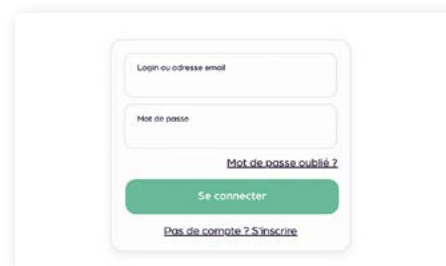 Login ou adresse email
Mot de passe
Mot de passe oublié ?
Se connecter
Pas de compte ? S'inscrire